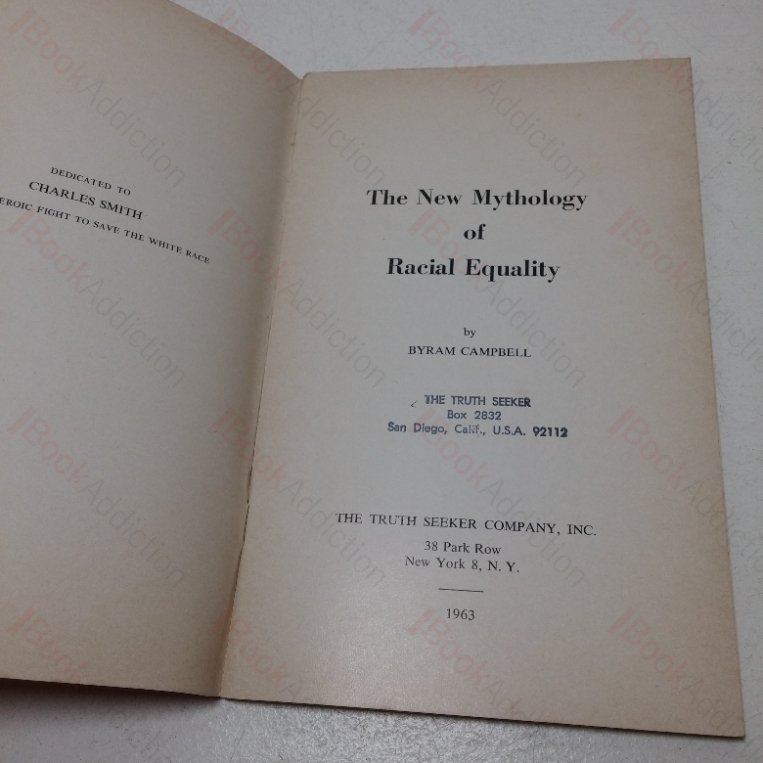 DEDICATED TO
CHARLES SMITH
FIGHT TO SAVE THE WHITE RACE
The New Mythology
of
Racial Equality
by
BYRAM CAMPBELL
THE TRUTH SEEKER
Box 2832
San Diego, Calif., U.S.A. 92112
THE TRUTH SEEKER COMPANY, INC.
38 Park Row
New York 8, N. Y.
1963
BookAddiction